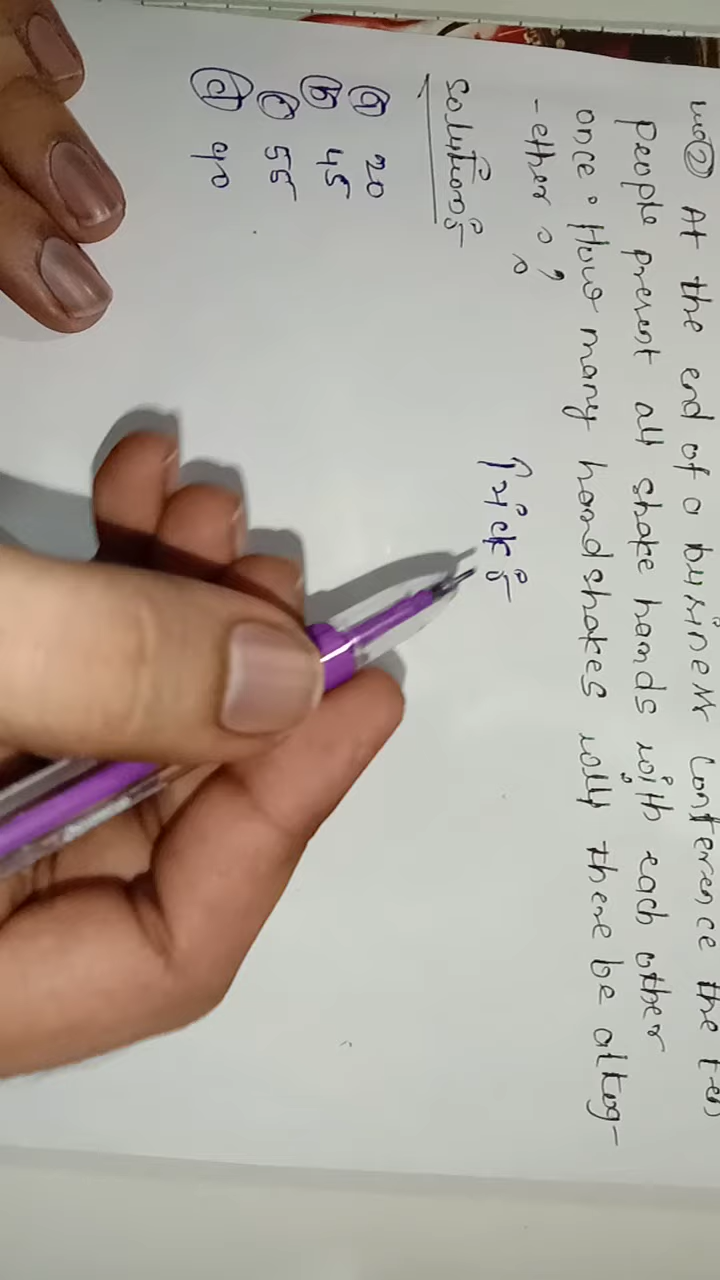 2) At the end of a business conference the ten
people present all shake hands with each other
once. How many handshakes will there be altog-
-ether ?
Solution:
Trick:
(a) 20
(b) 45
(c) 55
(d) 90